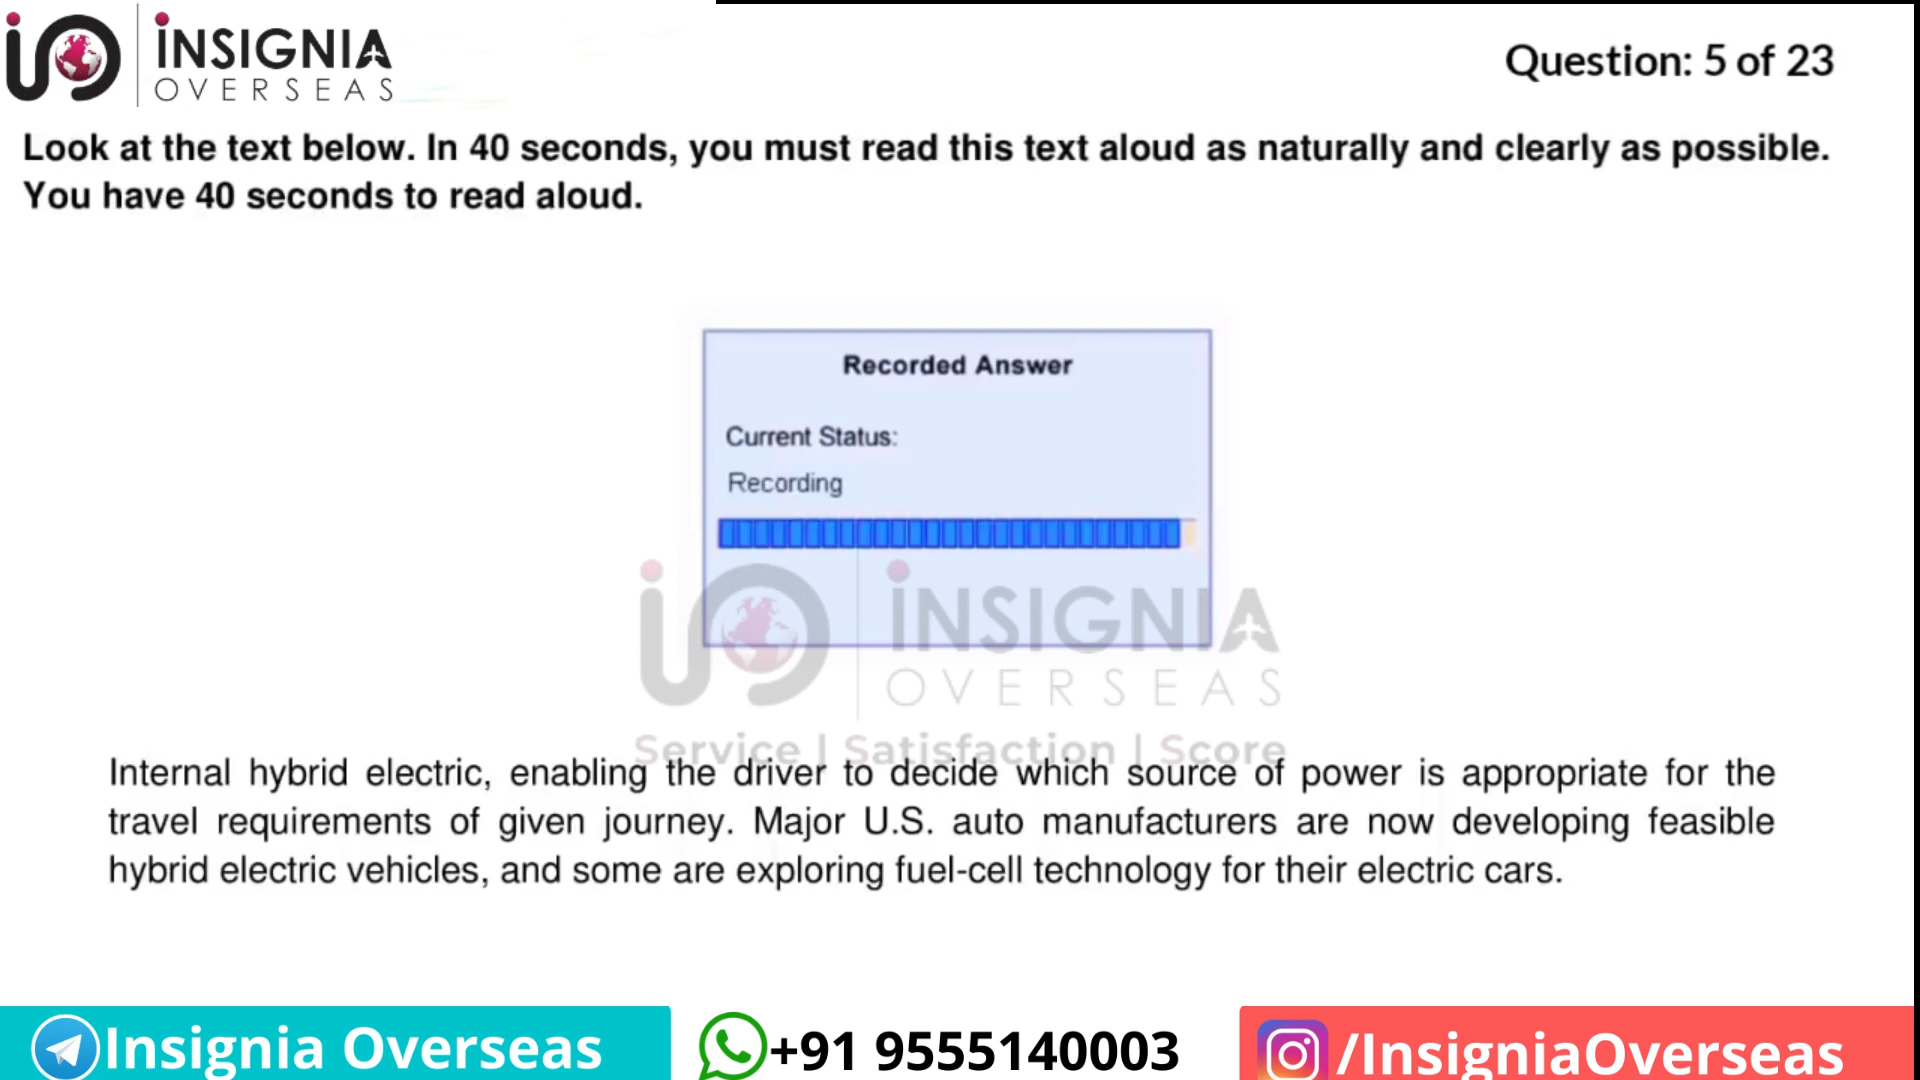 INSIGNIA
OVERSEAS
Question: 5 of 23
Look at the text below. In 40 seconds, you must read this text aloud as naturally and clearly as possible.
You have 40 seconds to read aloud.
Recorded Answer
Current Status:
Recording
INSIGNIA
OVERSEAS
Service | Satisfaction | Score
Internal hybrid electric, enabling the driver to decide which source of power is appropriate for the
travel requirements of given journey. Major U.S. auto manufacturers are now developing feasible
hybrid electric vehicles, and some are exploring fuel-cell technology for their electric cars.
Insignia Overseas
+91 9555140003
/InsigniaOverseas